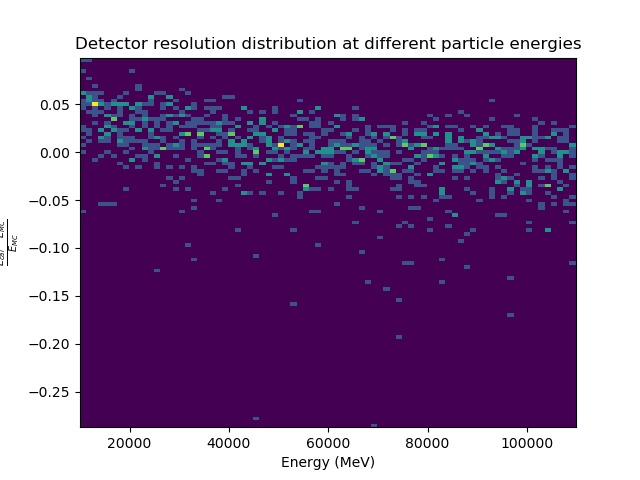 Detector resolution distribution at different particle energies
0.05
0.00
−0.05
−0.10
−0.15
−0.20
−0.25
E_MC
20000 40000 60000 80000 100000
Energy (MeV)